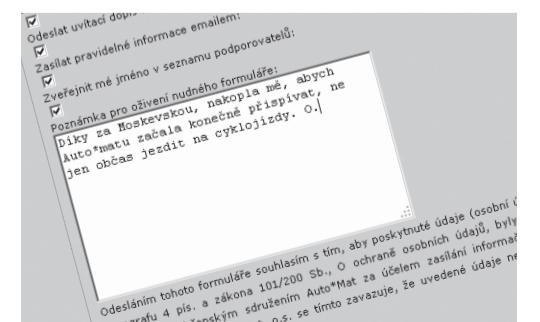 Odeslat uvítací dopis
Zasílat pravidelné informace emailem:
Zveřejnit mé jméno v seznamu podporovatelů:
Poznámka pro oživení nudného formuláře:
Díky za Moskevskou, nakopla mě, abych
Auto*matu začala konečně přispívat, ne
jen občas jezdit na cyklojízdy. O.
Odesláním tohoto formuláře souhlasím s tím, aby poskytnuté údaje (osobní
4 pís. a zákona 101/200 Sb., O ochraně osobních údajů, byly
sdružením Auto*Mat za účelem zasílání
o.s. se tímto zavazuje, že uvedené údaje